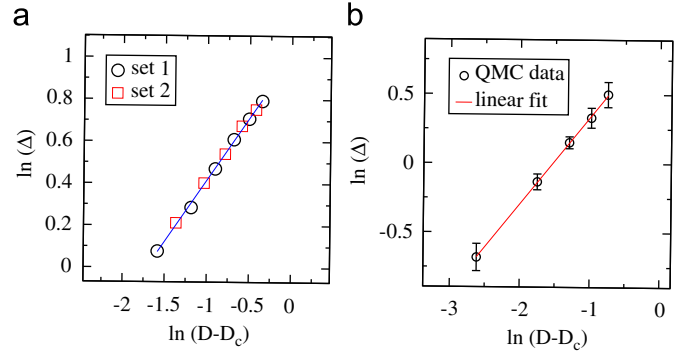 a
1
0.8
0.6
0.4
0.2
0
ln (Δ)
set 1
set 2
-2 -1.5 -1 -0.5 0
ln (D-Dc)
b
0.5
0
-0.5
ln (Δ)
QMC data
linear fit
-3 -2 -1 0
ln (D-Dc)